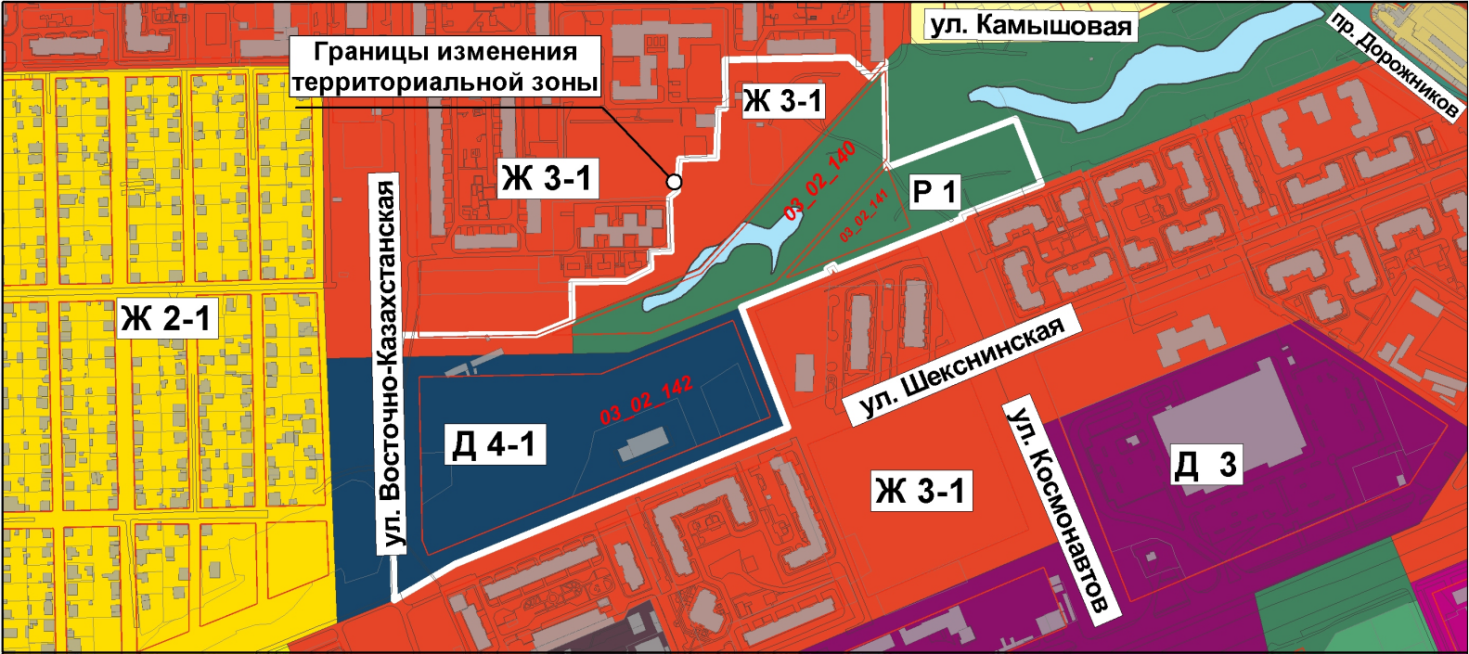 ул. Камышовая
пр. Дорожников
Границы изменения
территориальной зоны
Ж 3-1
Ж 3-1
03_02_140
Р 1
03_02_141
ул. Восточно-Казахстанская
Ж 2-1
ул. Шекснинская
03_02_142
Д 4-1
ул. Космонавтов
Д 3
Ж 3-1